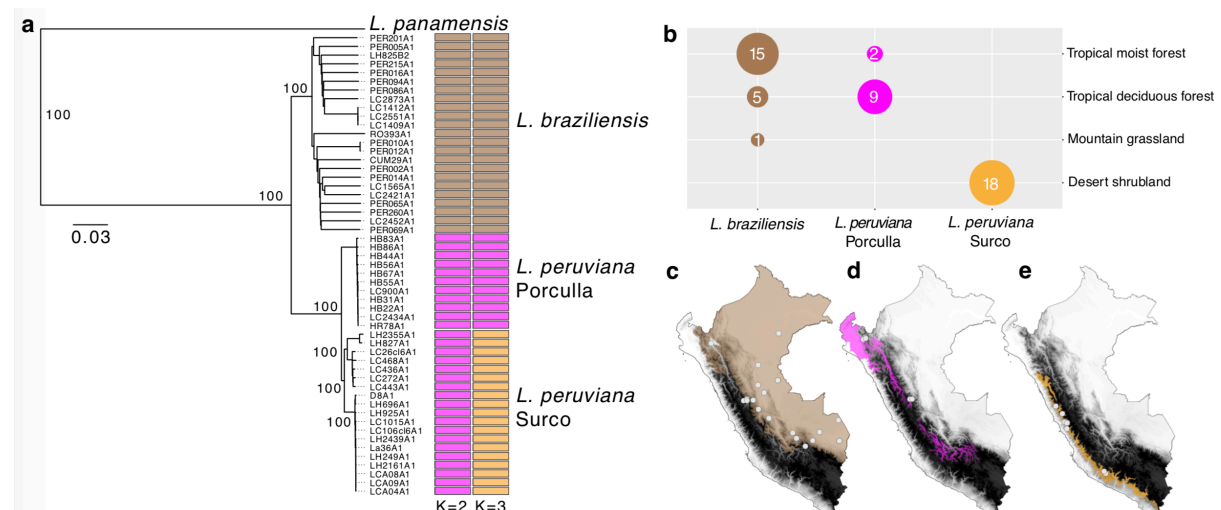 a
L. panamensis
PER201A1
PER005A1
LH825B2
PER215A1
PER016A1
PER094A1
PER086A1
LC2873A1
LC1412A1
LC2551A1
LC1409A1
RO393A1
PER010A1
PER012A1
CUM29A1
PER002A1
PER014A1
LC1565A1
LC2421A1
PER065A1
PER260A1
LC2452A1
PER069A1
HB83A1
HB86A1
HB44A1
HB56A1
HB67A1
HB55A1
LC900A1
HB31A1
HB22A1
LC2434A1
HR78A1
LH2355A1
LH827A1
LC26cl6A1
LC468A1
LC436A1
LC272A1
LC443A1
D8A1
LH696A1
LH925A1
LC1015A1
LC106cl6A1
LH2439A1
La36A1
LH249A1
LH2161A1
LCA08A1
LCA09A1
LCA04A1
100
100
100
100
100
100
0.03
L. braziliensis
L. peruviana
Porculla
L. peruviana
Surco
K=2 K=3
b
15 2 Tropical moist forest
5 9 Tropical deciduous forest
1 Mountain grassland
18 Desert shrubland
L. braziliensis L. peruviana L. peruviana
Porculla Surco
c d e